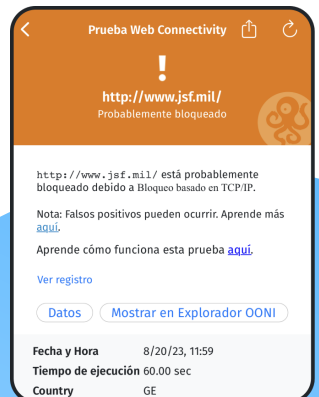 Prueba Web Connectivity
!
http://www.jsf.mil/
Probablemente bloqueado
http://www.jsf.mil/ está probablemente
bloqueado debido a Bloqueo basado en TCP/IP.
Nota: Falsos positivos pueden ocurrir. Aprende más
aquí.
Aprende cómo funciona esta prueba aquí.
Ver registro
Datos Mostrar en Explorador OONI
Fecha y Hora 8/20/23, 11:59
Tiempo de ejecución 60.00 sec
Country GE